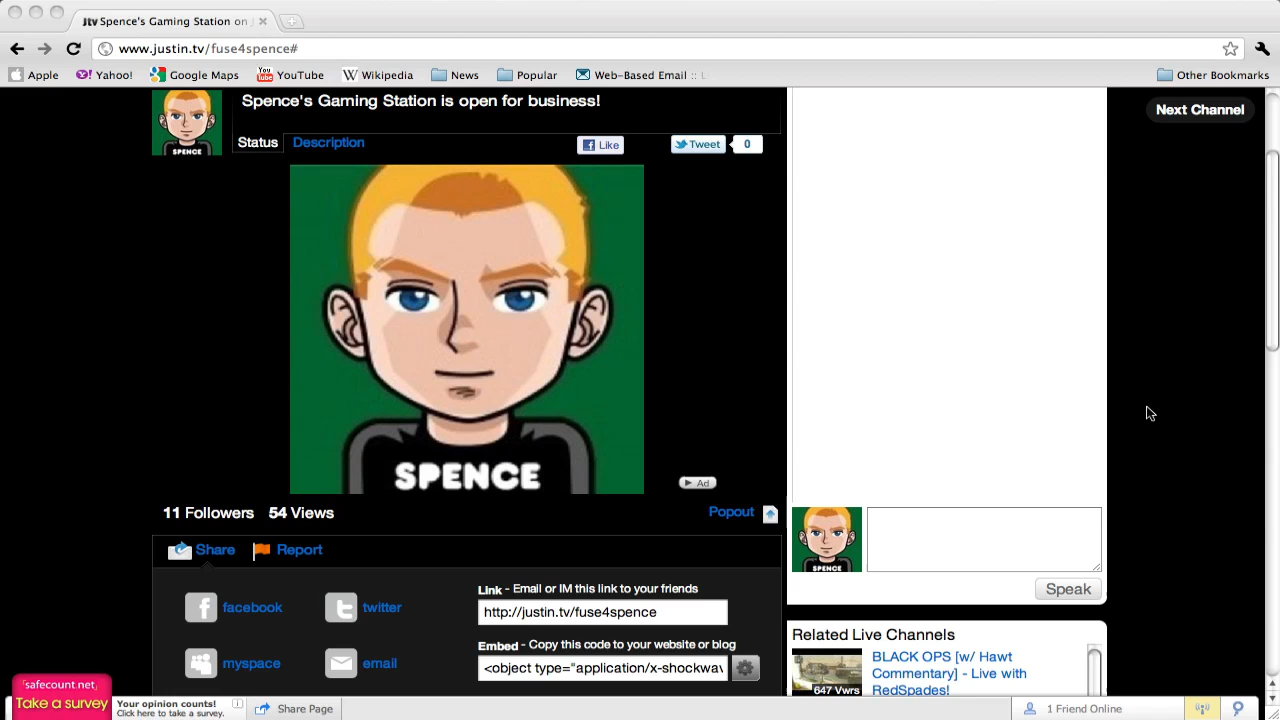 jtv Spence's Gaming Station on
www.justin.tv/fuse4spence#
Apple
Yahoo!
Google Maps
YouTube
Wikipedia
News
Popular
Web-Based Email ::
Other Bookmarks
Spence's Gaming Station is open for business!
Next Channel
SPENCE
Status
Description
Like
Tweet
0
SPENCE
Ad
11 Followers
54 Views
Popout
Share
Report
facebook
twitter
myspace
email
Link - Email or IM this link to your friends
http://justin.tv/fuse4spence
Embed - Copy this code to your website or blog
<object type="application/x-shockwav
SPENCE
Speak
Related Live Channels
BLACK OPS [w/ Hawt
Commentary] - Live with
RedSpades!
647 Vwrs
safecount.net
Take a survey
Your opinion counts!
Click here to take a survey.
Share Page
1 Friend Online